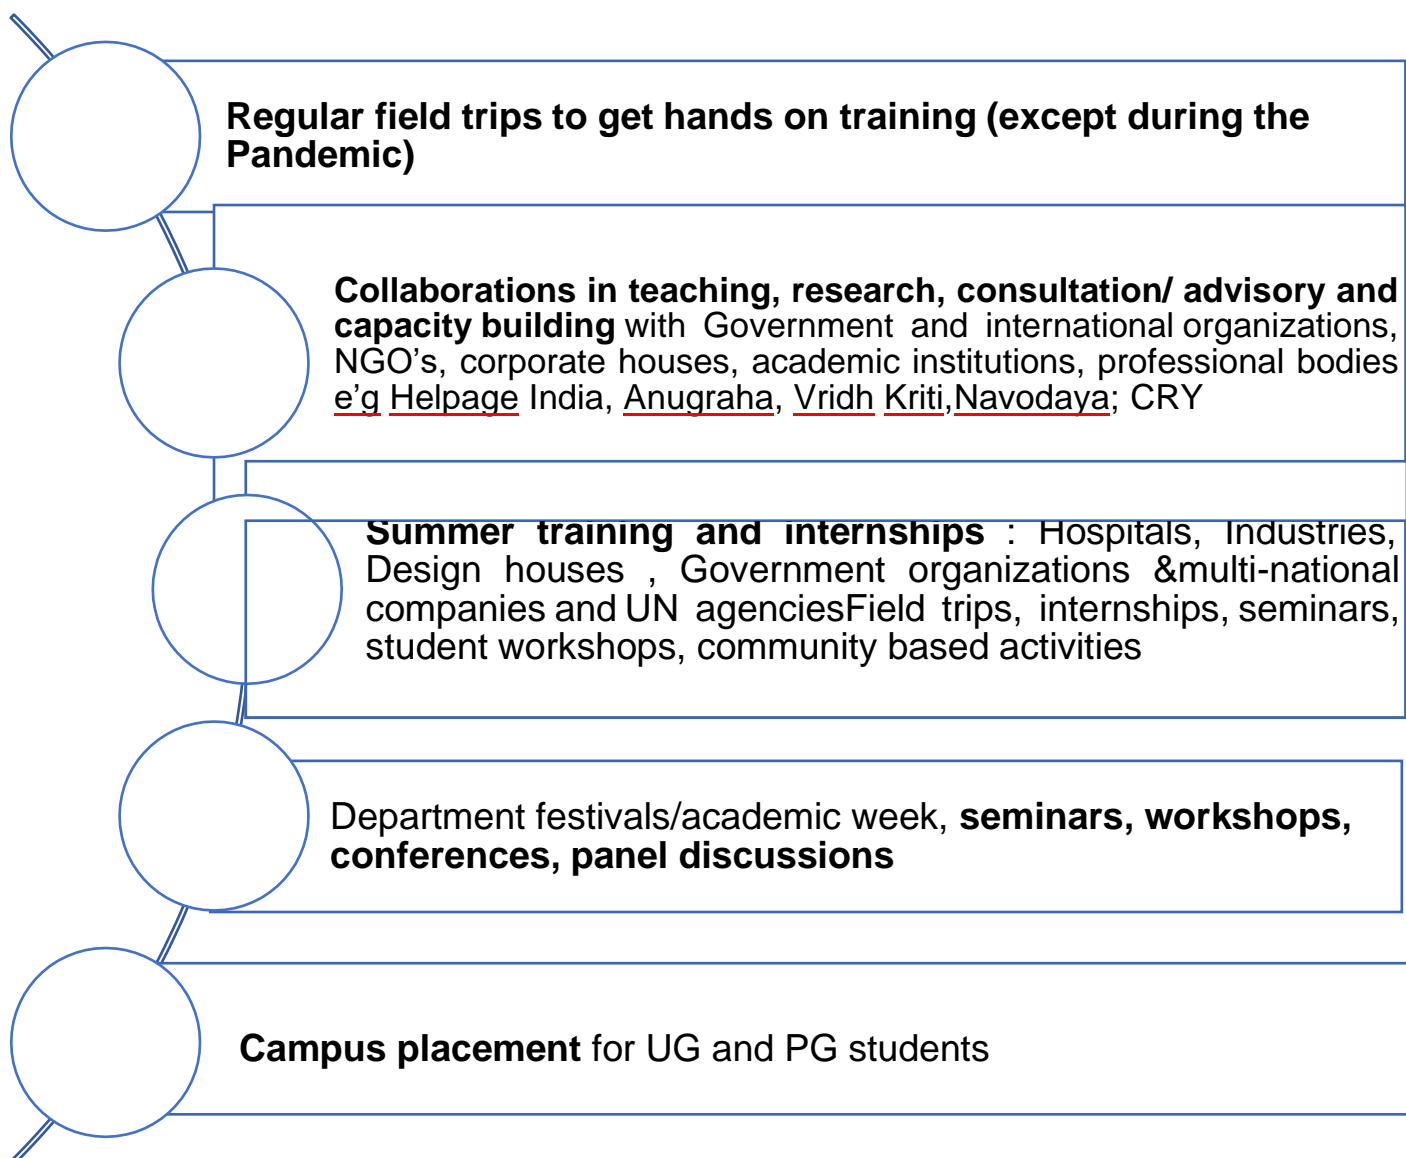 Regular field trips to get hands on training (except during the
Pandemic)
Collaborations in teaching, research, consultation/ advisory and
capacity building with Government and international organizations,
NGO’s, corporate houses, academic institutions, professional bodies
e’g Helpage India, Anugraha, Vridh Kriti,Navodaya; CRY
Summer training and internships : Hospitals, Industries,
Design houses , Government organizations &multi-national
companies and UN agenciesField trips, internships, seminars,
student workshops, community based activities
Department festivals/academic week, seminars, workshops,
conferences, panel discussions
Campus placement for UG and PG students